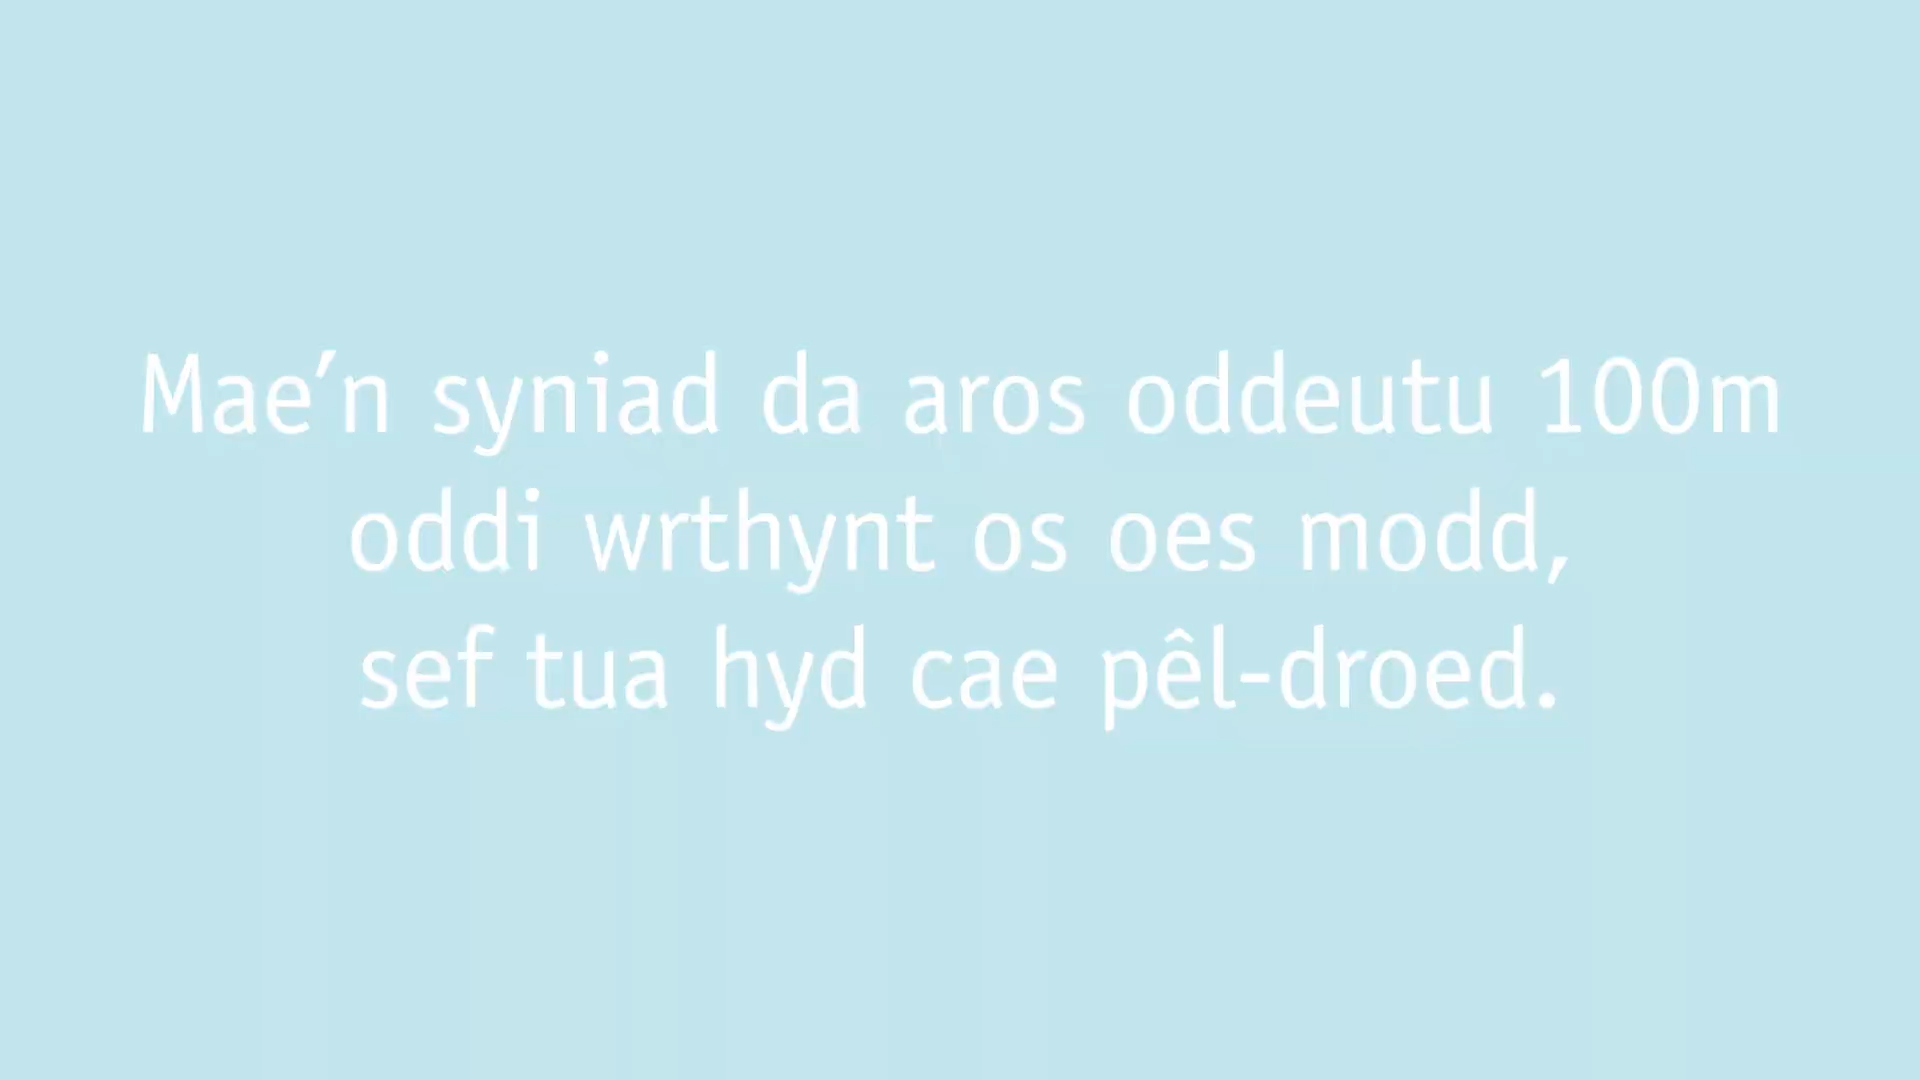 Mae’n syniad da aros oddeutu 100m
oddi wrthynt os oes modd,
sef tua hyd cae pêl-droed.